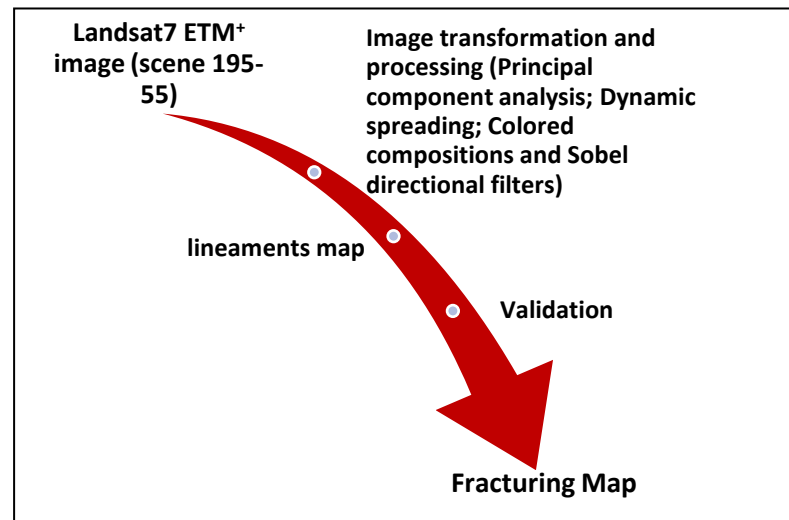 Landsat7 ETM+
image (scene 195-
55)
Image transformation and
processing (Principal
component analysis; Dynamic
spreading; Colored
compositions and Sobel
directional filters)
lineaments map
Validation
Fracturing Map